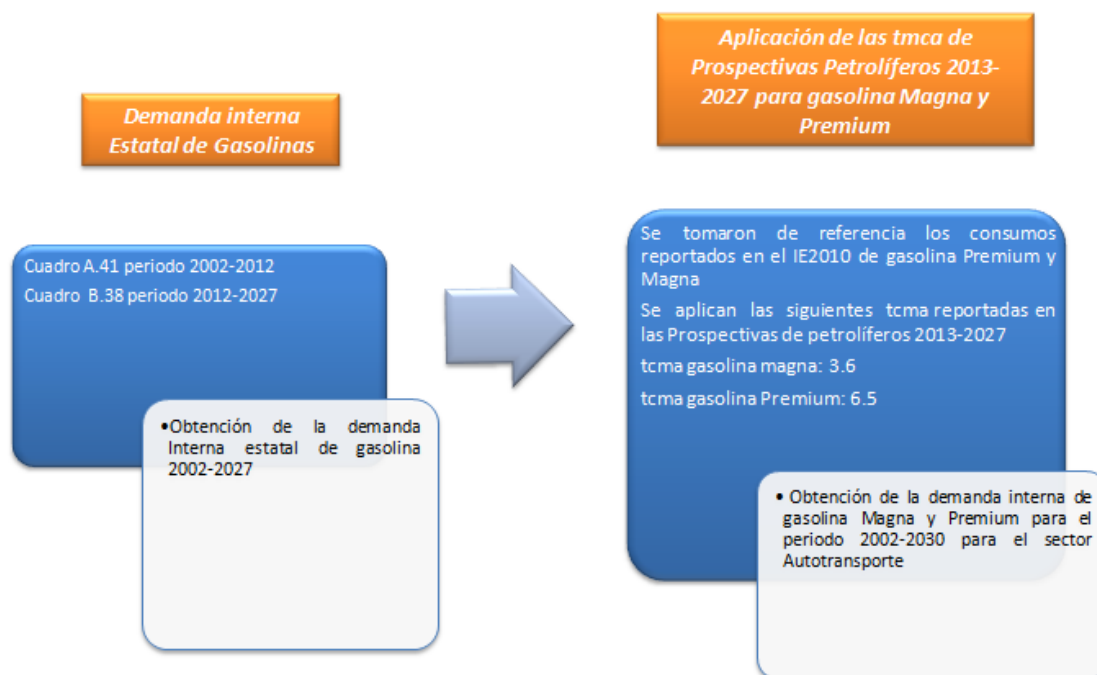 Demanda interna
Estatal de Gasolinas
Cuadro A.41 periodo 2002-2012
Cuadro B.38 periodo 2012-2027
•Obtención de la demanda
Interna estatal de gasolina
2002-2027
Aplicación de las tmca de
Prospectivas Petrolíferos 2013-
2027 para gasolina Magna y
Premium
Se tomaron de referencia los consumos
reportados en el IE2010 de gasolina Premium y
Magna
Se aplican las siguientes tcma reportadas en
las Prospectivas de petrolíferos 2013-2027
tcma gasolina magna: 3.6
tcma gasolina Premium: 6.5
• Obtención de la demanda interna de
gasolina Magna y Premium para el
periodo 2002-2030 para el sector
Autotransporte